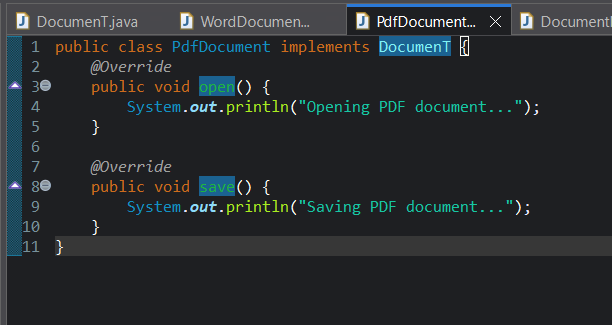 DocumenT.java WordDocumen... PdfDocument... Document
1 public class PdfDocument implements DocumenT {
2 @Override
3 public void open() {
4 System.out.println("Opening PDF document...");
5 }
6
7 @Override
8 public void save() {
9 System.out.println("Saving PDF document...");
10 }
11 }